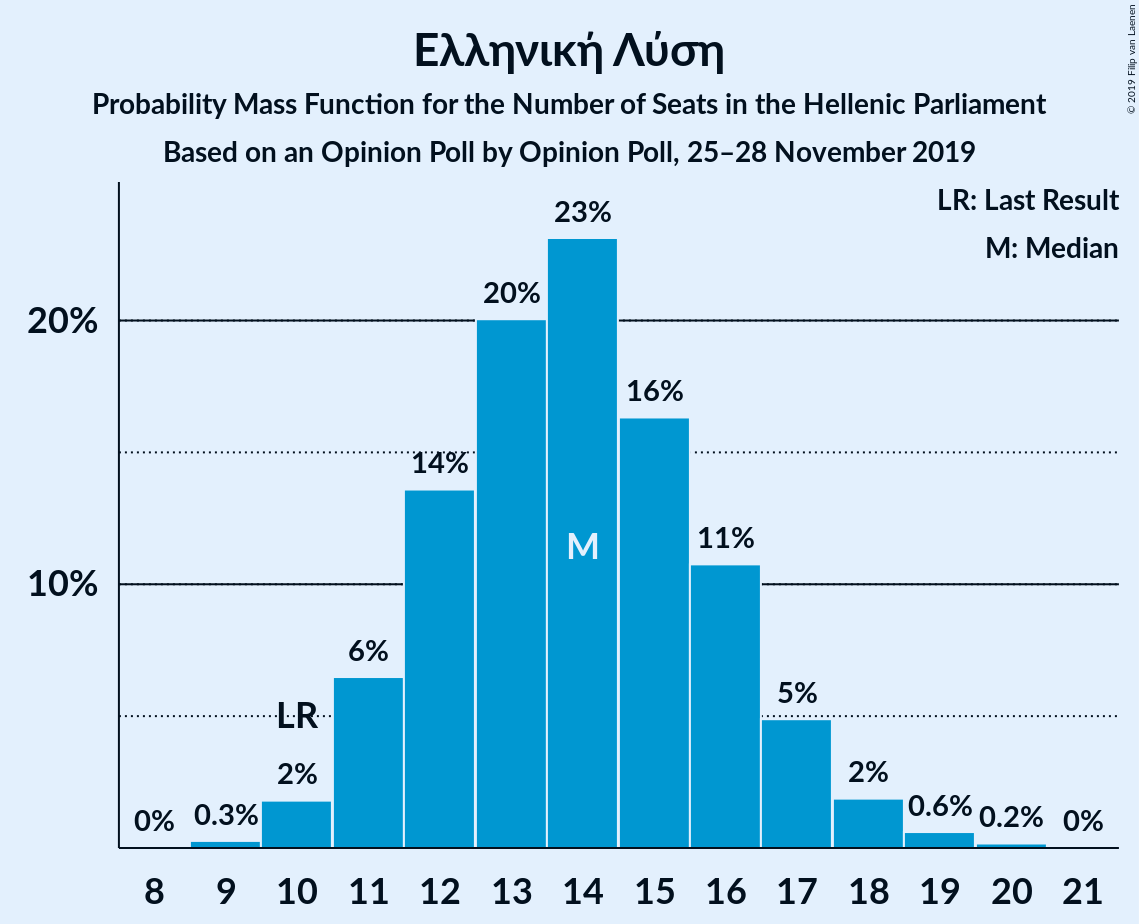 Ελληνική Λύση
Probability Mass Function for the Number of Seats in the Hellenic Parliament
Based on an Opinion Poll by Opinion Poll, 25–28 November 2019
© 2019 Filip van Laenen
LR: Last Result
M: Median
20%
10%
0%
0.3%
LR
2%
6%
14%
20%
23%
M
16%
11%
5%
2%
0.6%
0.2%
0%
8 9 10 11 12 13 14 15 16 17 18 19 20 21